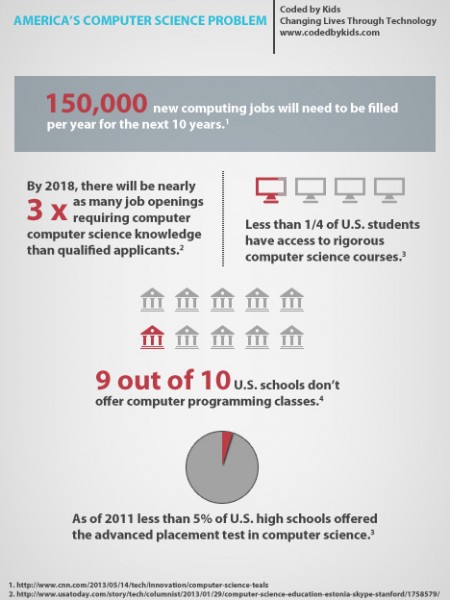 AMERICA'S COMPUTER SCIENCE PROBLEM
Coded by Kids
Changing Lives Through Technology
www.codedbykids.com
150,000 new computing jobs will need to be filled
per year for the next 10 years.¹
By 2018, there will be nearly
3 x as many job openings
requiring computer
computer science knowledge
than qualified applicants.²
Less than 1/4 of U.S. students
have access to rigorous
computer science courses.³
9 out of 10 U.S. schools don't
offer computer programming classes.⁴
As of 2011 less than 5% of U.S. high schools offered
the advanced placement test in computer science.³
1. http://www.cnn.com/2013/05/14/tech/innovation/computer-science-teals
2. http://www.usatoday.com/story/tech/columnist/2013/01/29/computer-science-education-estonia-skype-stanford/1758579/